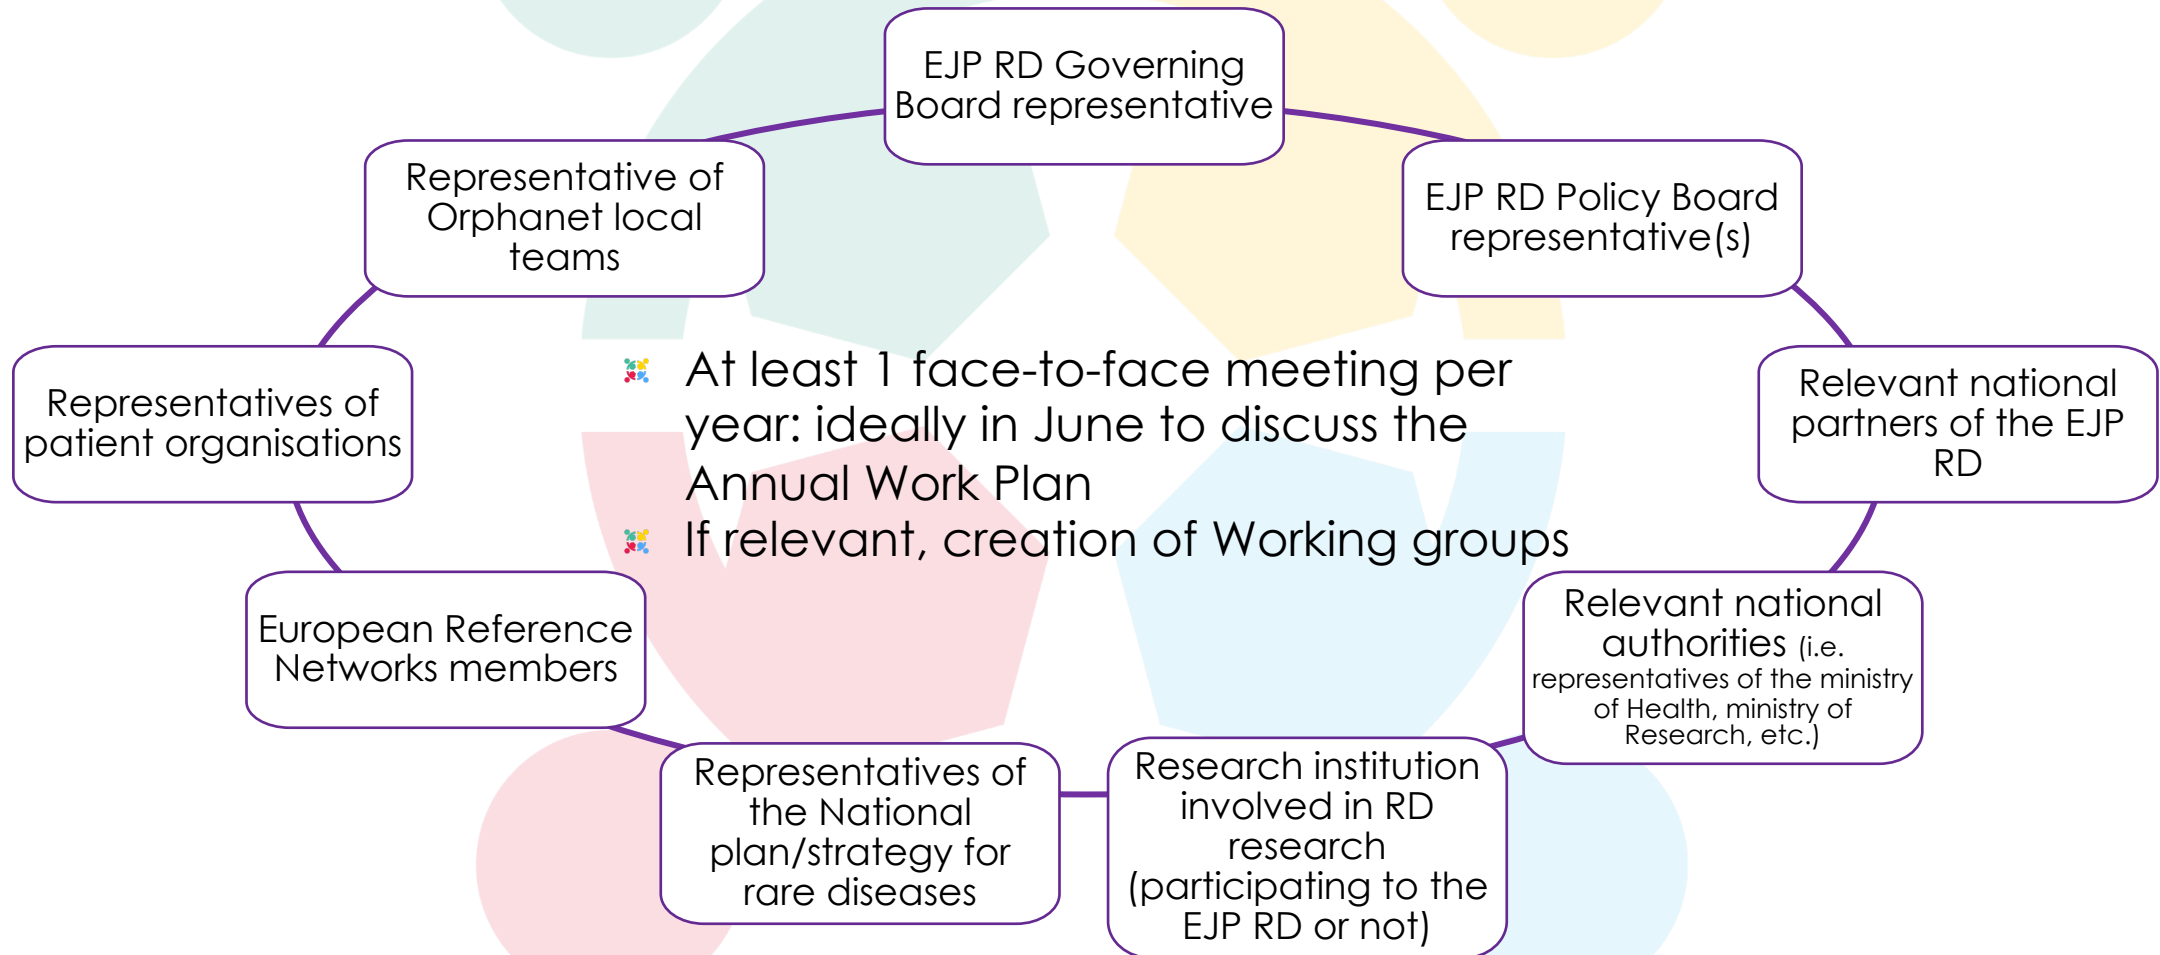 EJP RD Governing
Board representative
EJP RD Policy Board
representative(s)
Relevant national
partners of the EJP
RD
Relevant national
authorities (i.e.
representatives of the ministry
of Health, ministry of
Research, etc.)
Research institution
involved in RD
research
(participating to the
EJP RD or not)
Representatives of
the National
plan/strategy for
rare diseases
European Reference
Networks members
Representatives of
patient organisations
Representative of
Orphanet local
teams
At least 1 face-to-face meeting per
year: ideally in June to discuss the
Annual Work Plan
If relevant, creation of Working groups